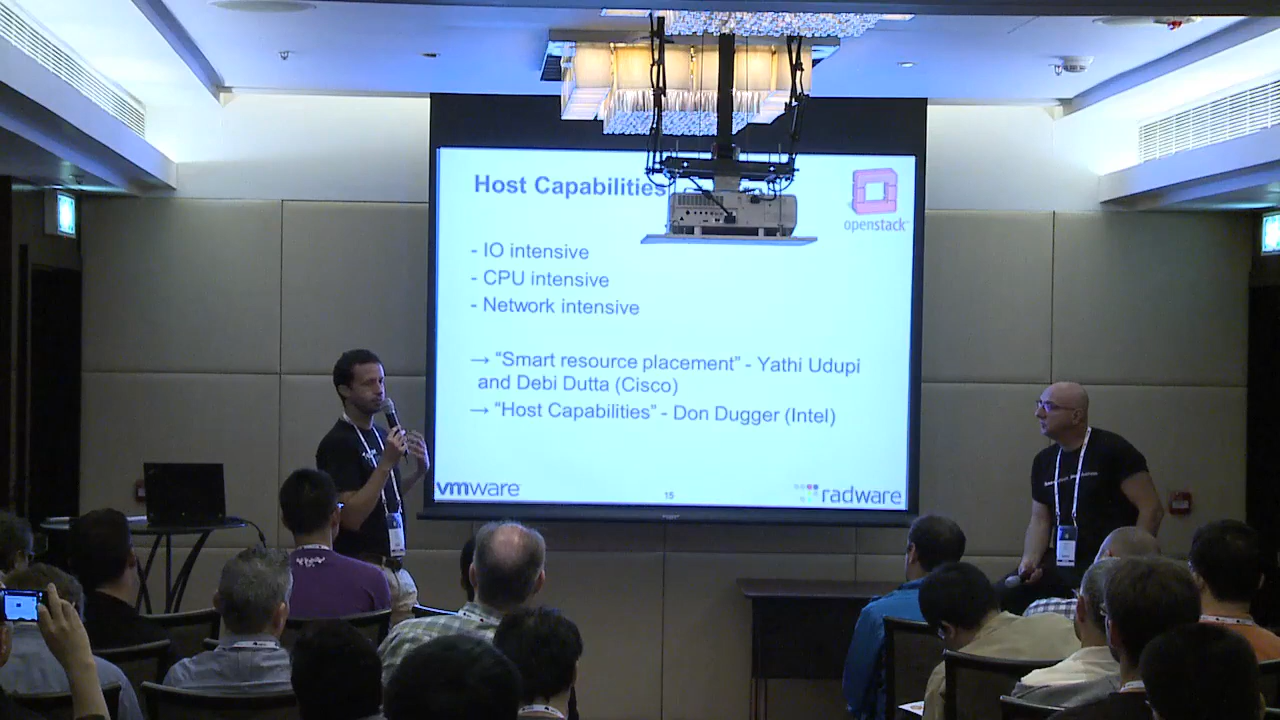 Host Capabilities
openstack
- IO intensive
- CPU intensive
- Network intensive
→ “Smart resource placement” - Yathi Udupi
and Debi Dutta (Cisco)
→ “Host Capabilities” - Don Dugger (Intel)
vmware
15
radware